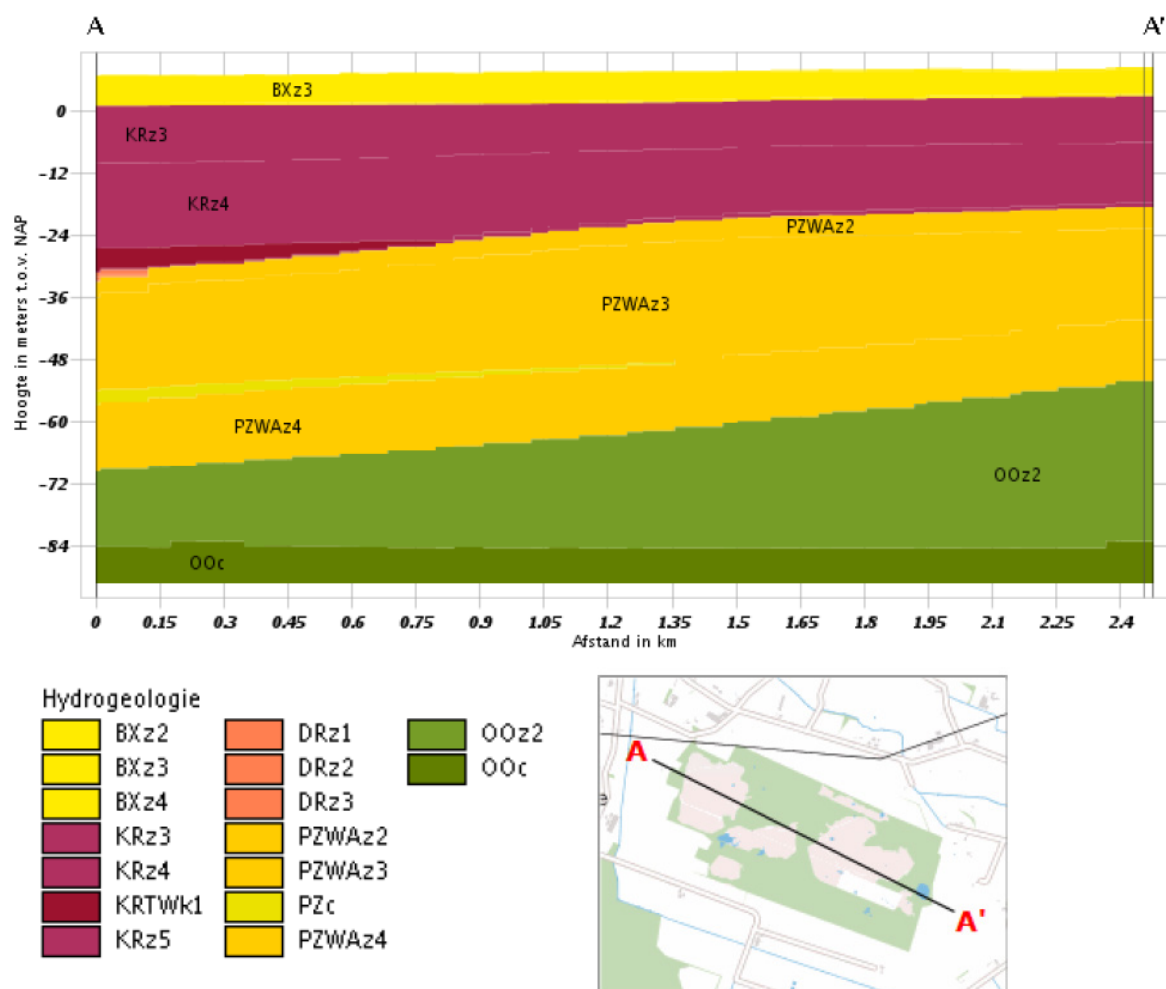 A A'
BXz3
0
KRz3
-12
KRz4
-24
PZWAz2
-36
PZWAz3
-48
-60
PZWAz4
-72
OOz2
-84
OOc
Hoogte in meters t.o.v. NAP
0 0.15 0.3 0.45 0.6 0.75 0.9 1.05 1.2 1.35 1.5 1.65 1.8 1.95 2.1 2.25 2.4
Afstand in km
Hydrogeologie
BXz2
BXz3
BXz4
KRz3
KRz4
KRTWk1
KRz5
DRz1
DRz2
DRz3
PZWAz2
PZWAz3
PZc
PZWAz4
OOz2
OOc
A
e
A'